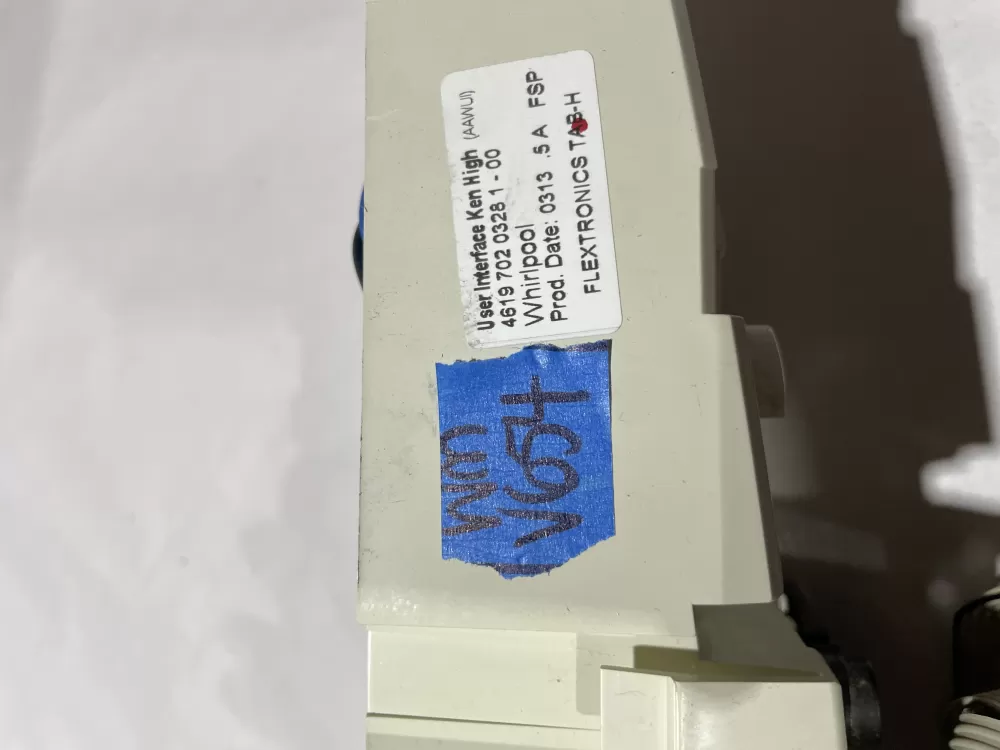 User Interface Ken High (AAWUI)
4619 702 0328 1 - 00
Whirlpool
Prod. Date: 0313 .5 A FSP
FLEXTRONICS TAB-H
V654